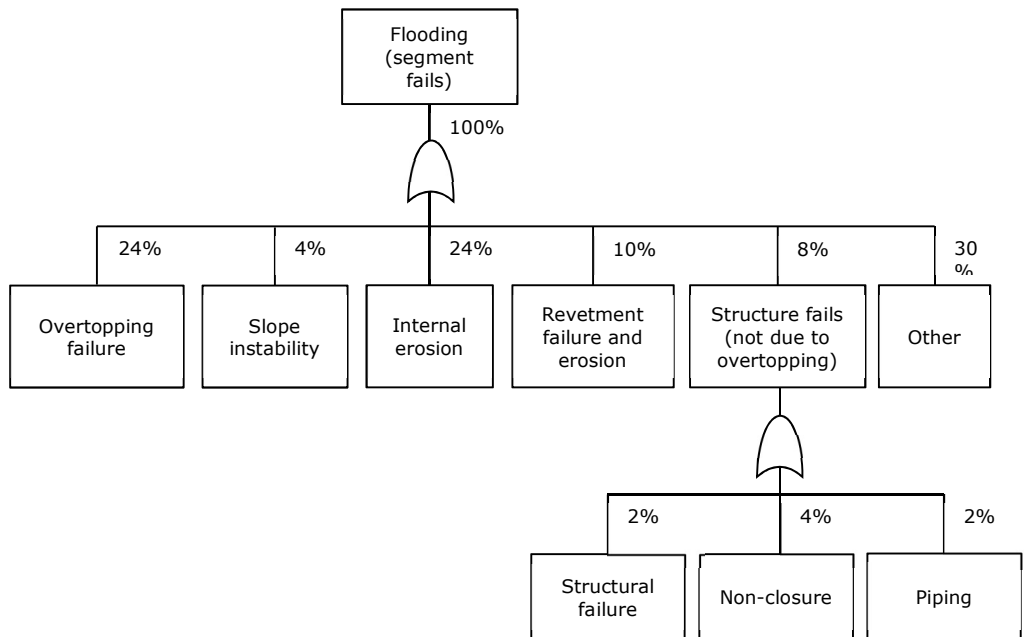 Flooding
(segment
fails)
100%
24%
4%
24%
10%
8%
30
%
Overtopping
failure
Slope
instability
Internal
erosion
Revetment
failure and
erosion
Structure fails
(not due to
overtopping)
Other
2%
4%
2%
Structural
failure
Non-closure
Piping